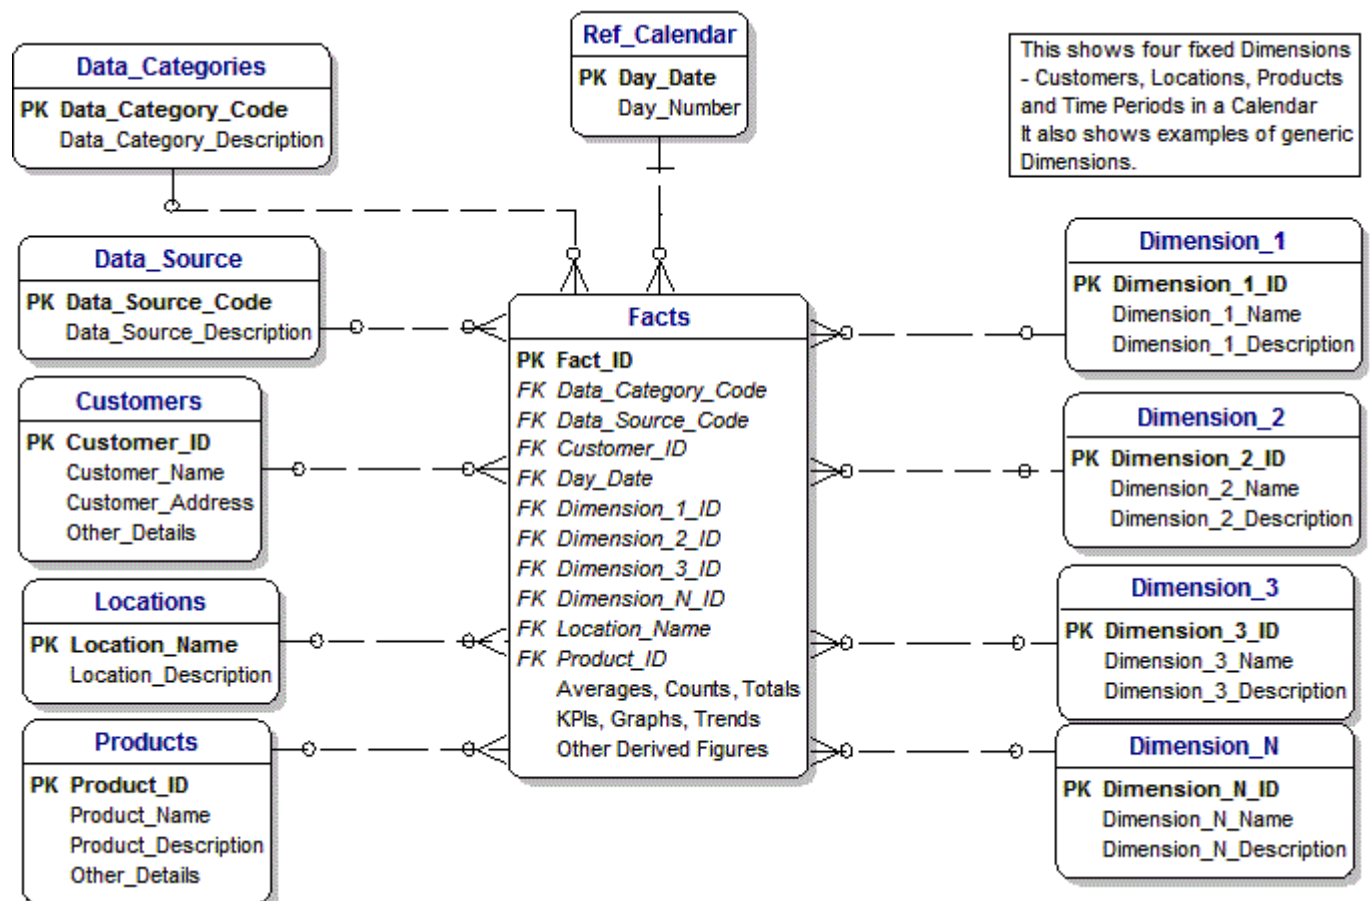 Data_Categories
PK Data_Category_Code
Data_Category_Description
Ref_Calendar
PK Day_Date
Day_Number
This shows four fixed Dimensions
- Customers, Locations, Products
and Time Periods in a Calendar
It also shows examples of generic
Dimensions.
Data_Source
PK Data_Source_Code
Data_Source_Description
Customers
PK Customer_ID
Customer_Name
Customer_Address
Other_Details
Locations
PK Location_Name
Location_Description
Products
PK Product_ID
Product_Name
Product_Description
Other_Details
Facts
PK Fact_ID
FK Data_Category_Code
FK Data_Source_Code
FK Customer_ID
FK Day_Date
FK Dimension_1_ID
FK Dimension_2_ID
FK Dimension_3_ID
FK Dimension_N_ID
FK Location_Name
FK Product_ID
Averages, Counts, Totals
KPIs, Graphs, Trends
Other Derived Figures
Dimension_1
PK Dimension_1_ID
Dimension_1_Name
Dimension_1_Description
Dimension_2
PK Dimension_2_ID
Dimension_2_Name
Dimension_2_Description
Dimension_3
PK Dimension_3_ID
Dimension_3_Name
Dimension_3_Description
Dimension_N
PK Dimension_N_ID
Dimension_N_Name
Dimension_N_Description